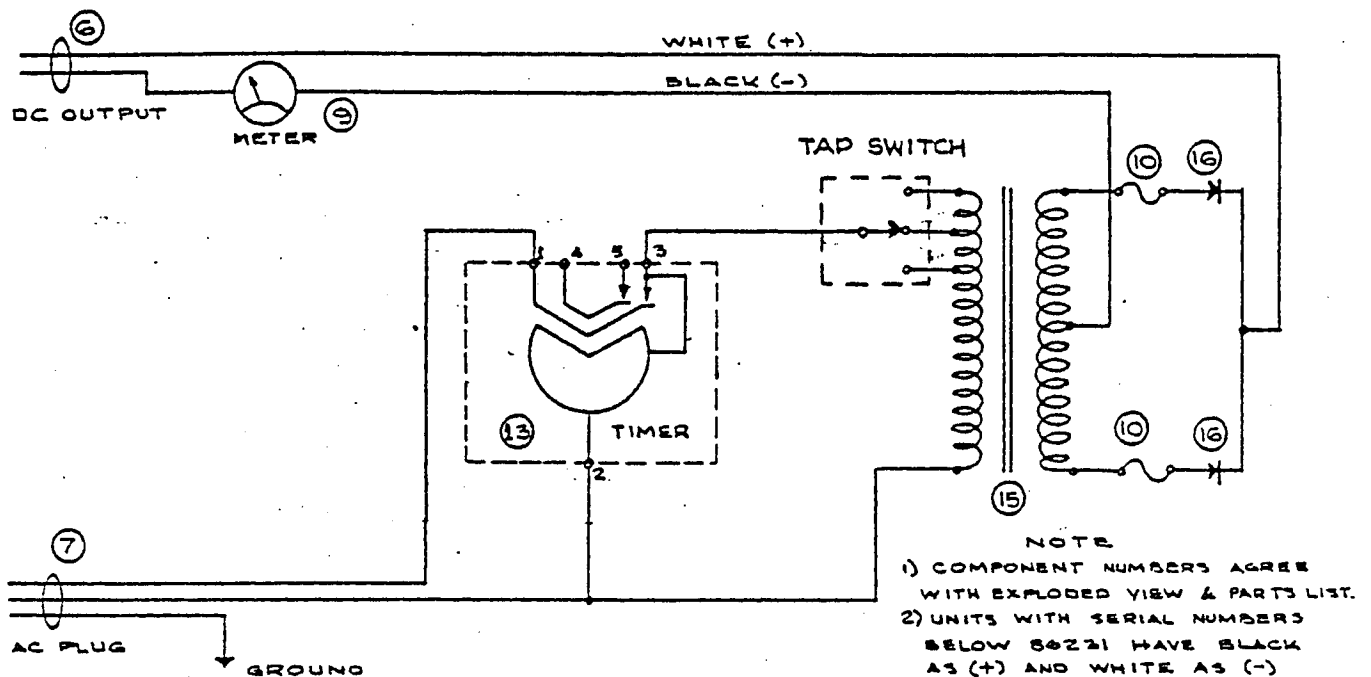 6
WHITE (+)
BLACK (-)
DC OUTPUT
METER
9
TAP SWITCH
10
16
1
4
5
3
13
TIMER
2
10
16
15
7
AC PLUG
GROUND
NOTE
1) COMPONENT NUMBERS AGREE
WITH EXPLODED VIEW & PARTS LIST.
2) UNITS WITH SERIAL NUMBERS
BELOW HAVE BLACK
AS (+) AND WHITE AS (-)